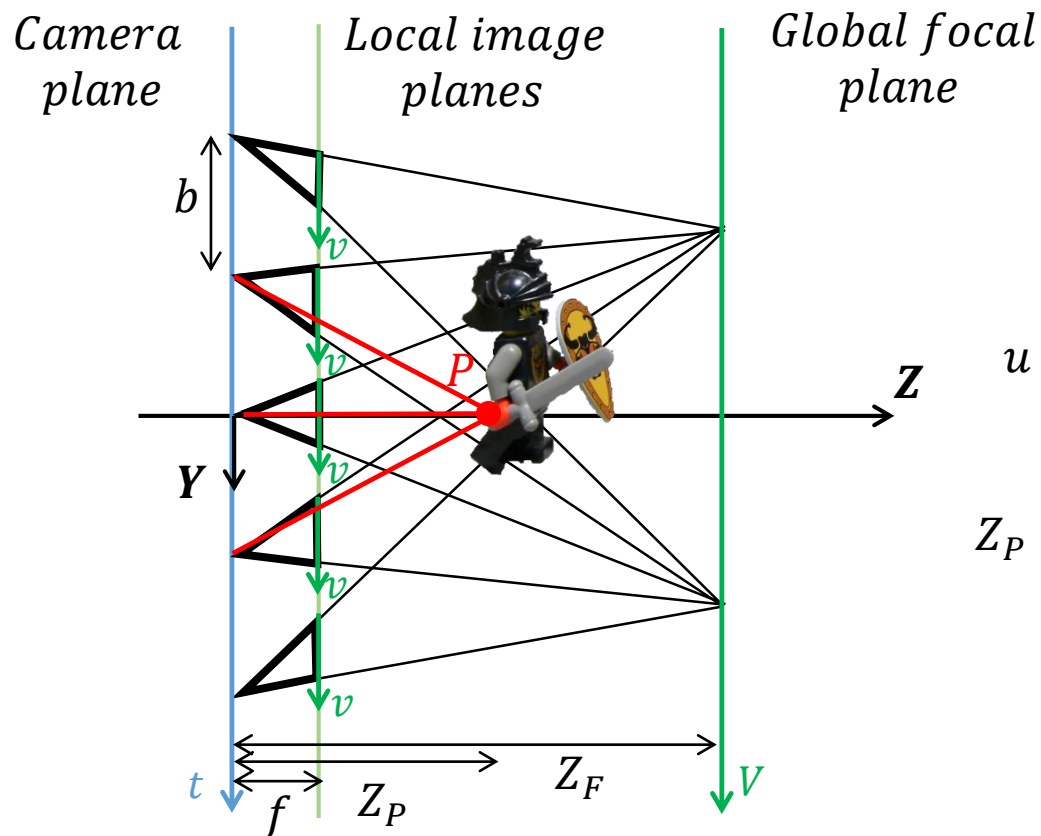 Camera
plane
Local image
planes
Global focal
plane
b
v
v
P
u
Z
v
Y
Z_P
v
v
Z_F
t
f
Z_P
V